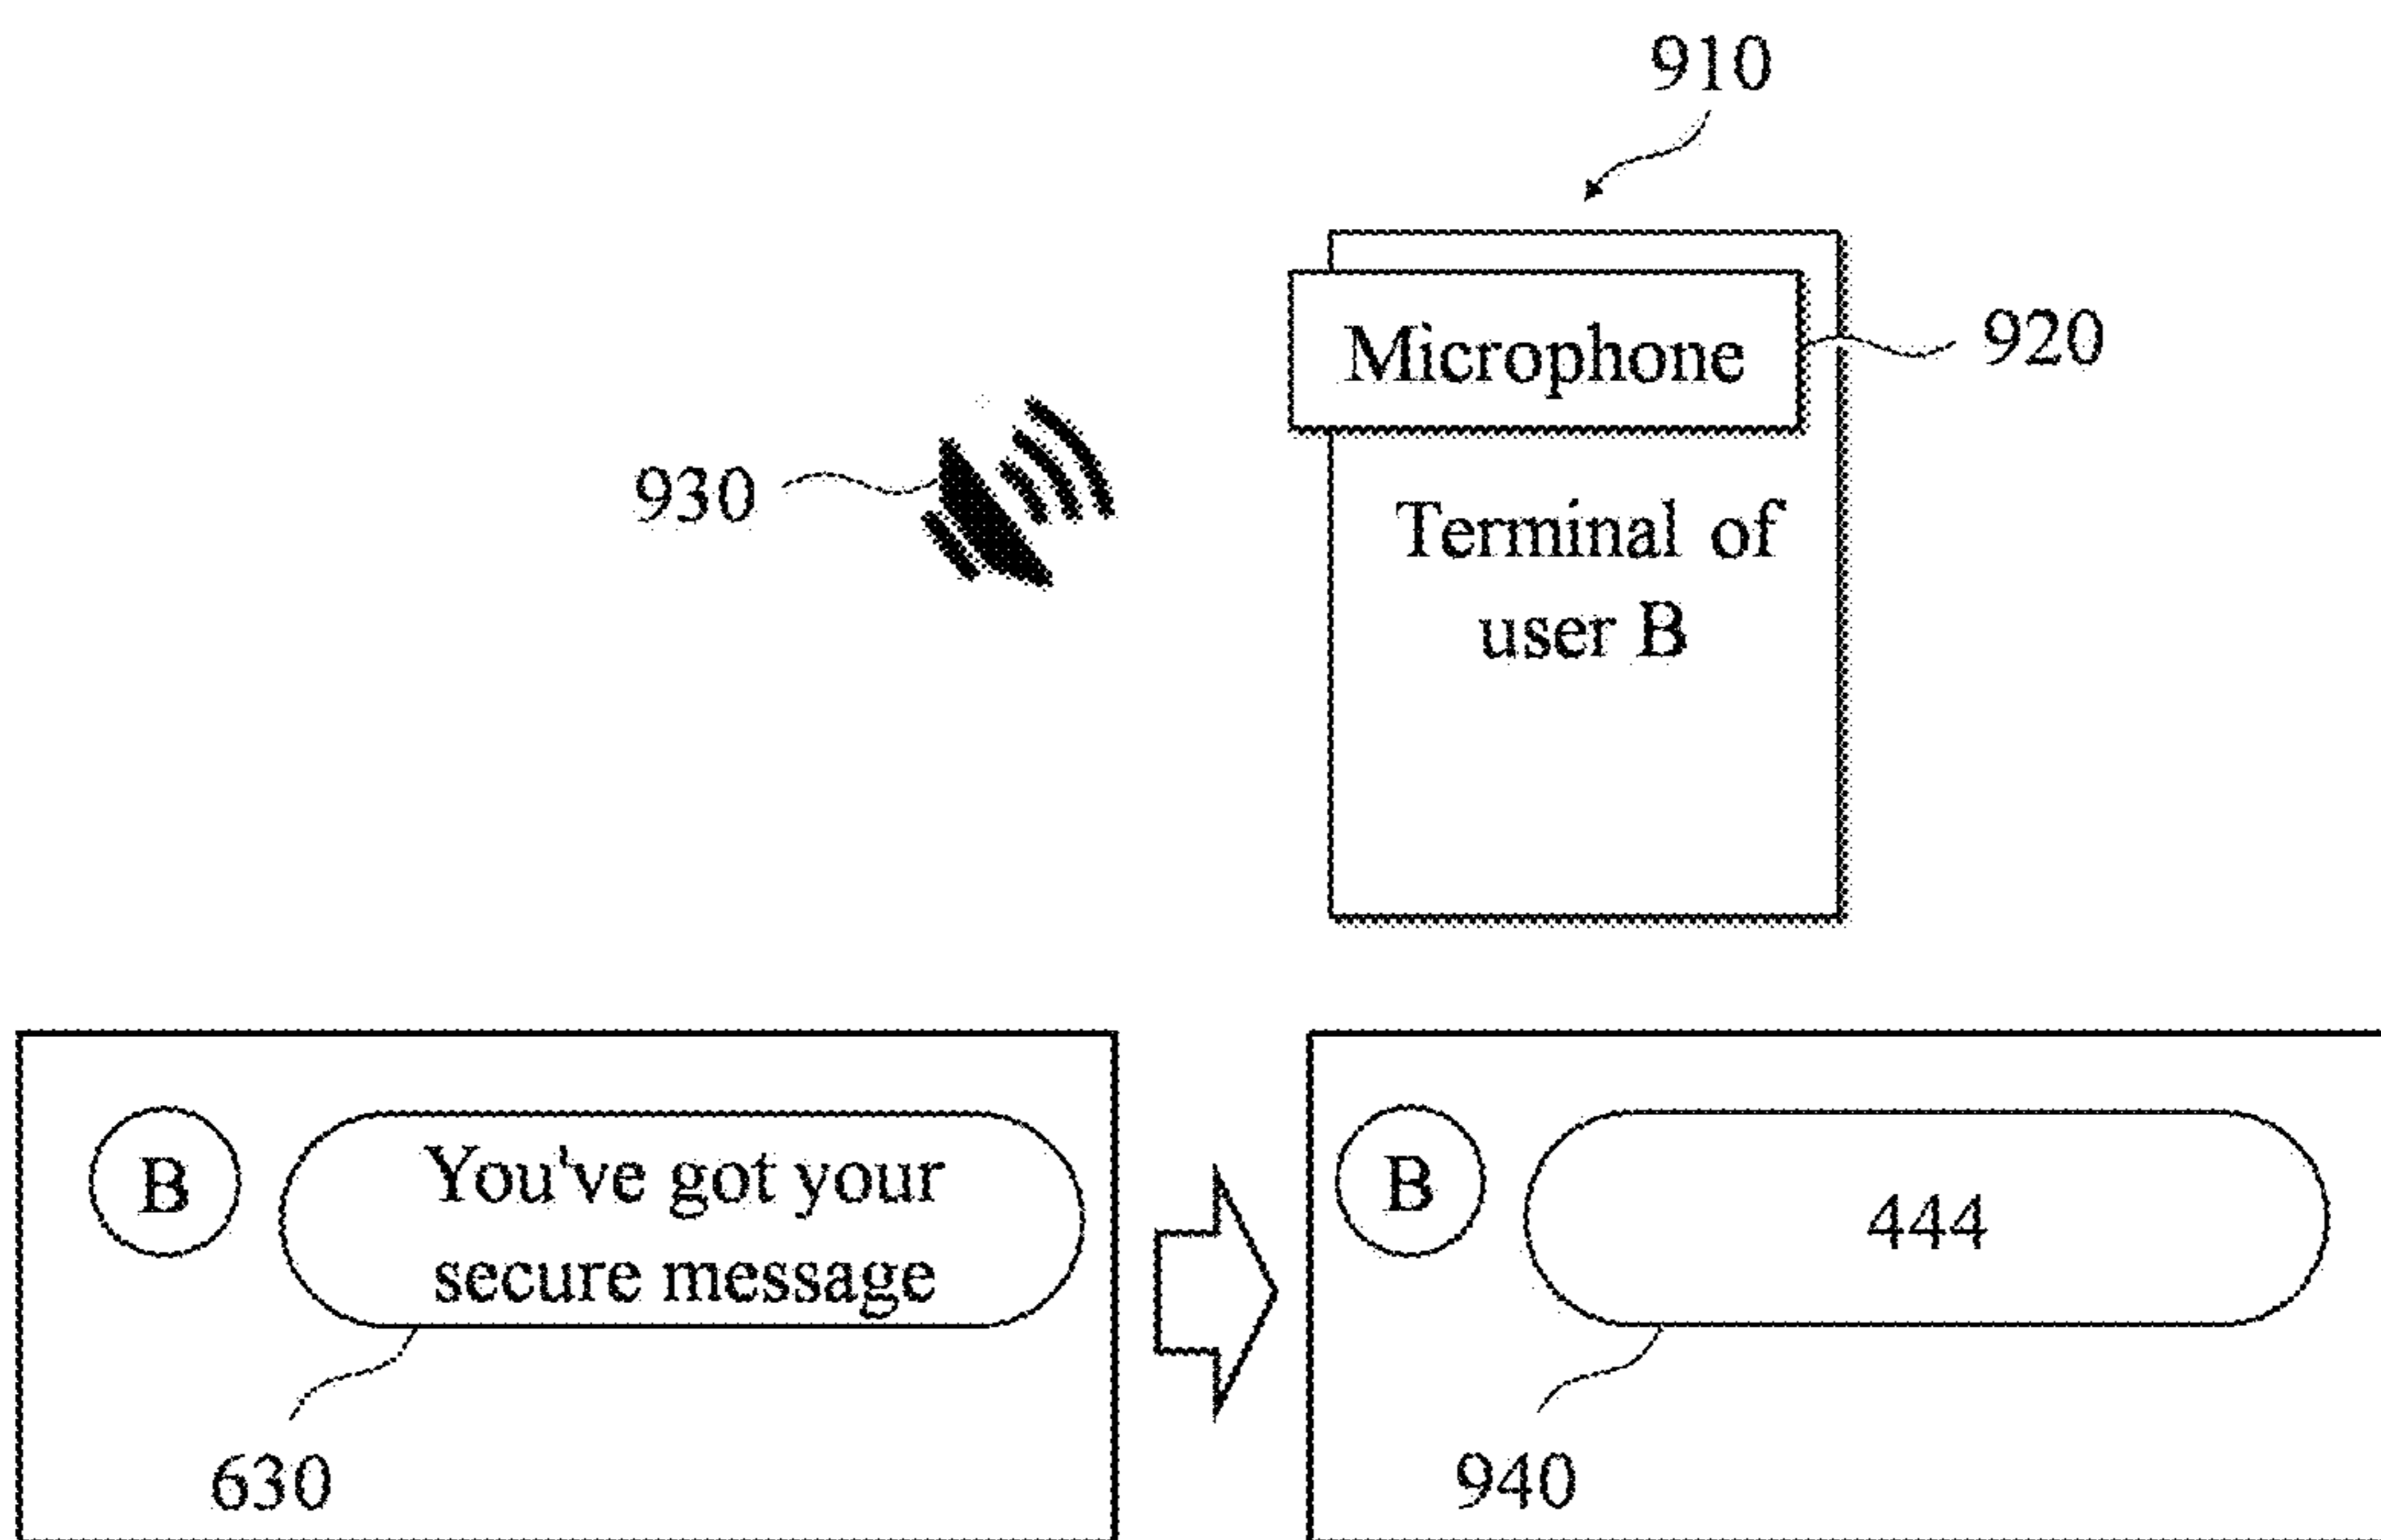 910
Microphone
920
930
Terminal of
user B
B
You've got your
secure message
630
B
444
940